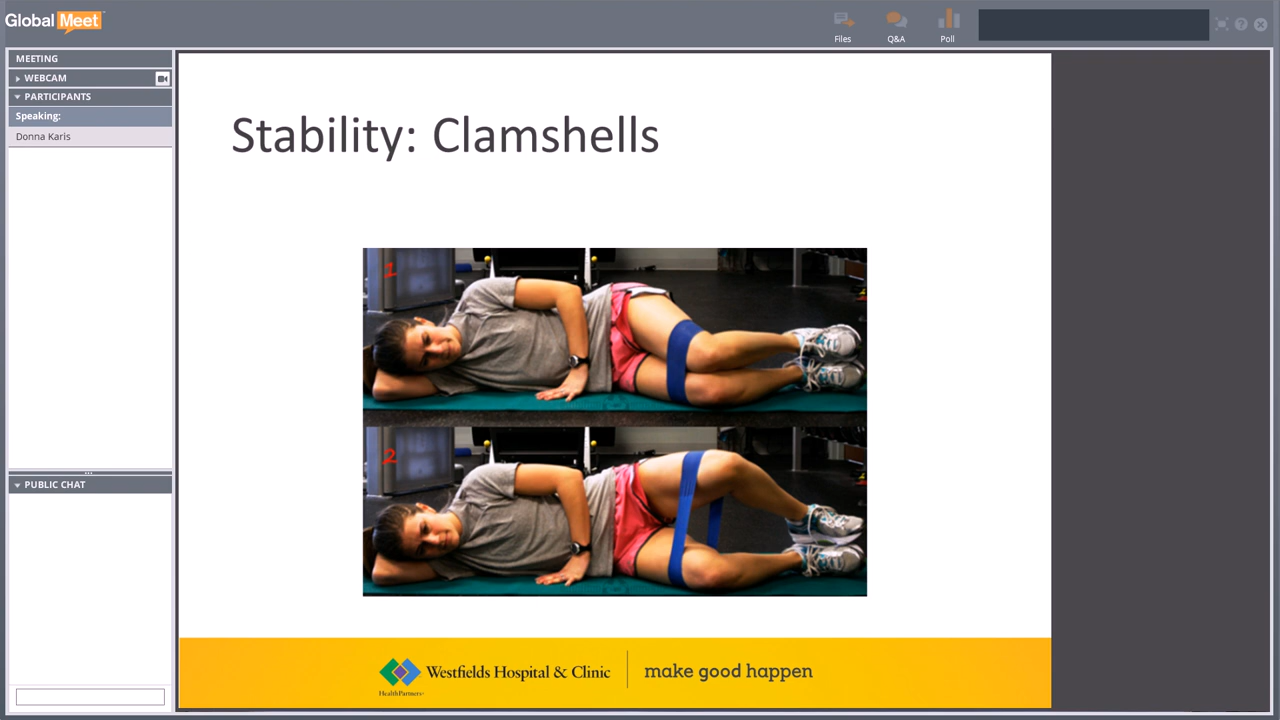 Global Meet
Files
Q&A
Poll
MEETING
WEBCAM
PARTICIPANTS
Speaking:
Donna Karis
PUBLIC CHAT
Stability: Clamshells
1
2
HealthPartners
Westfields Hospital & Clinic
make good happen